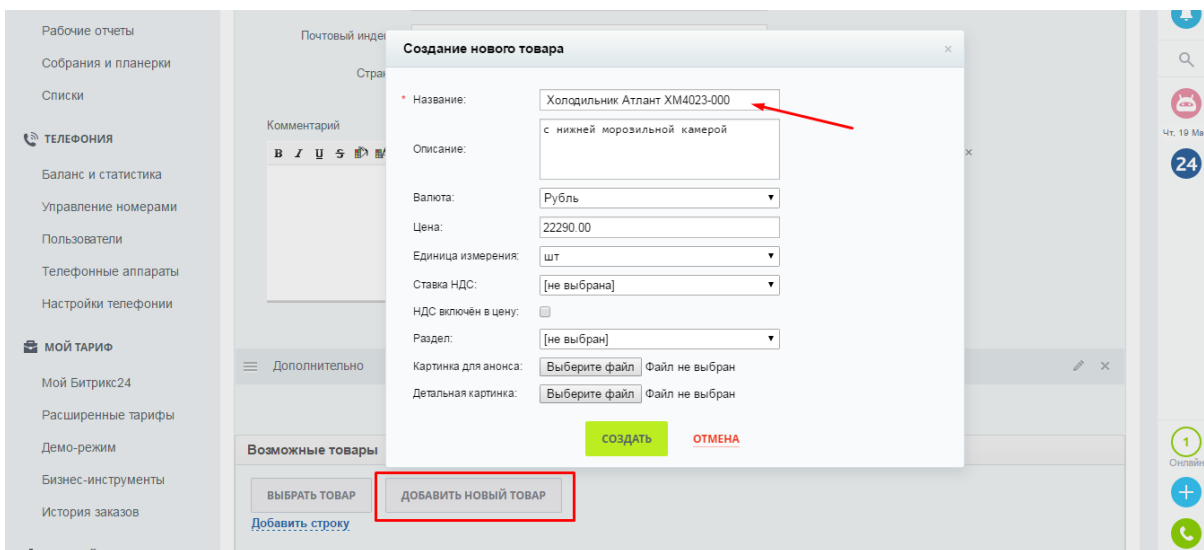 Рабочие отчеты
Собрания и планерки
Списки
ТЕЛЕФОНИЯ
Баланс и статистика
Управление номерами
Пользователи
Телефонные аппараты
Настройки телефонии
МОЙ ТАРИФ
Мой Битрикс24
Расширенные тарифы
Демо-режим
Бизнес-инструменты
История заказов
Почтовый
Комментарий
B I U S
Дополнительно
Возможные товары
ВЫБРАТЬ ТОВАР
ДОБАВИТЬ НОВЫЙ ТОВАР
Добавить строку
Создание нового товара
* Название: Холодильник Атлант ХМ4023-000
Описание: с нижней морозильной камерой
Валюта: Рубль
Цена: 22290.00
Единица измерения: шт
Ставка НДС: [не выбрана]
НДС включён в цену:
Раздел: [не выбран]
Картинка для анонса: Выберите файл Файл не выбран
Детальная картинка: Выберите файл Файл не выбран
СОЗДАТЬ ОТМЕНА
Чт, 19 Ма
24
1
Онлайн